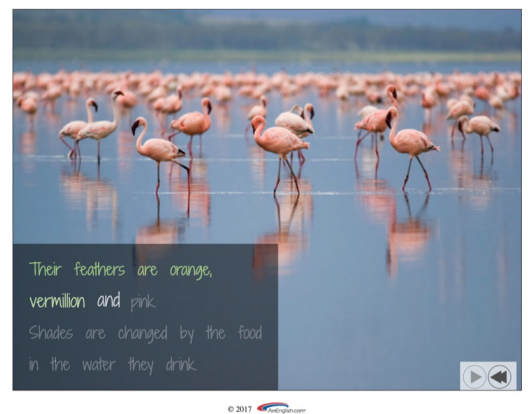 Their feathers are orange,
vermillion and pink.
Shades are changed by the food
in the water they drink.
© 2017 AmEnglish.com